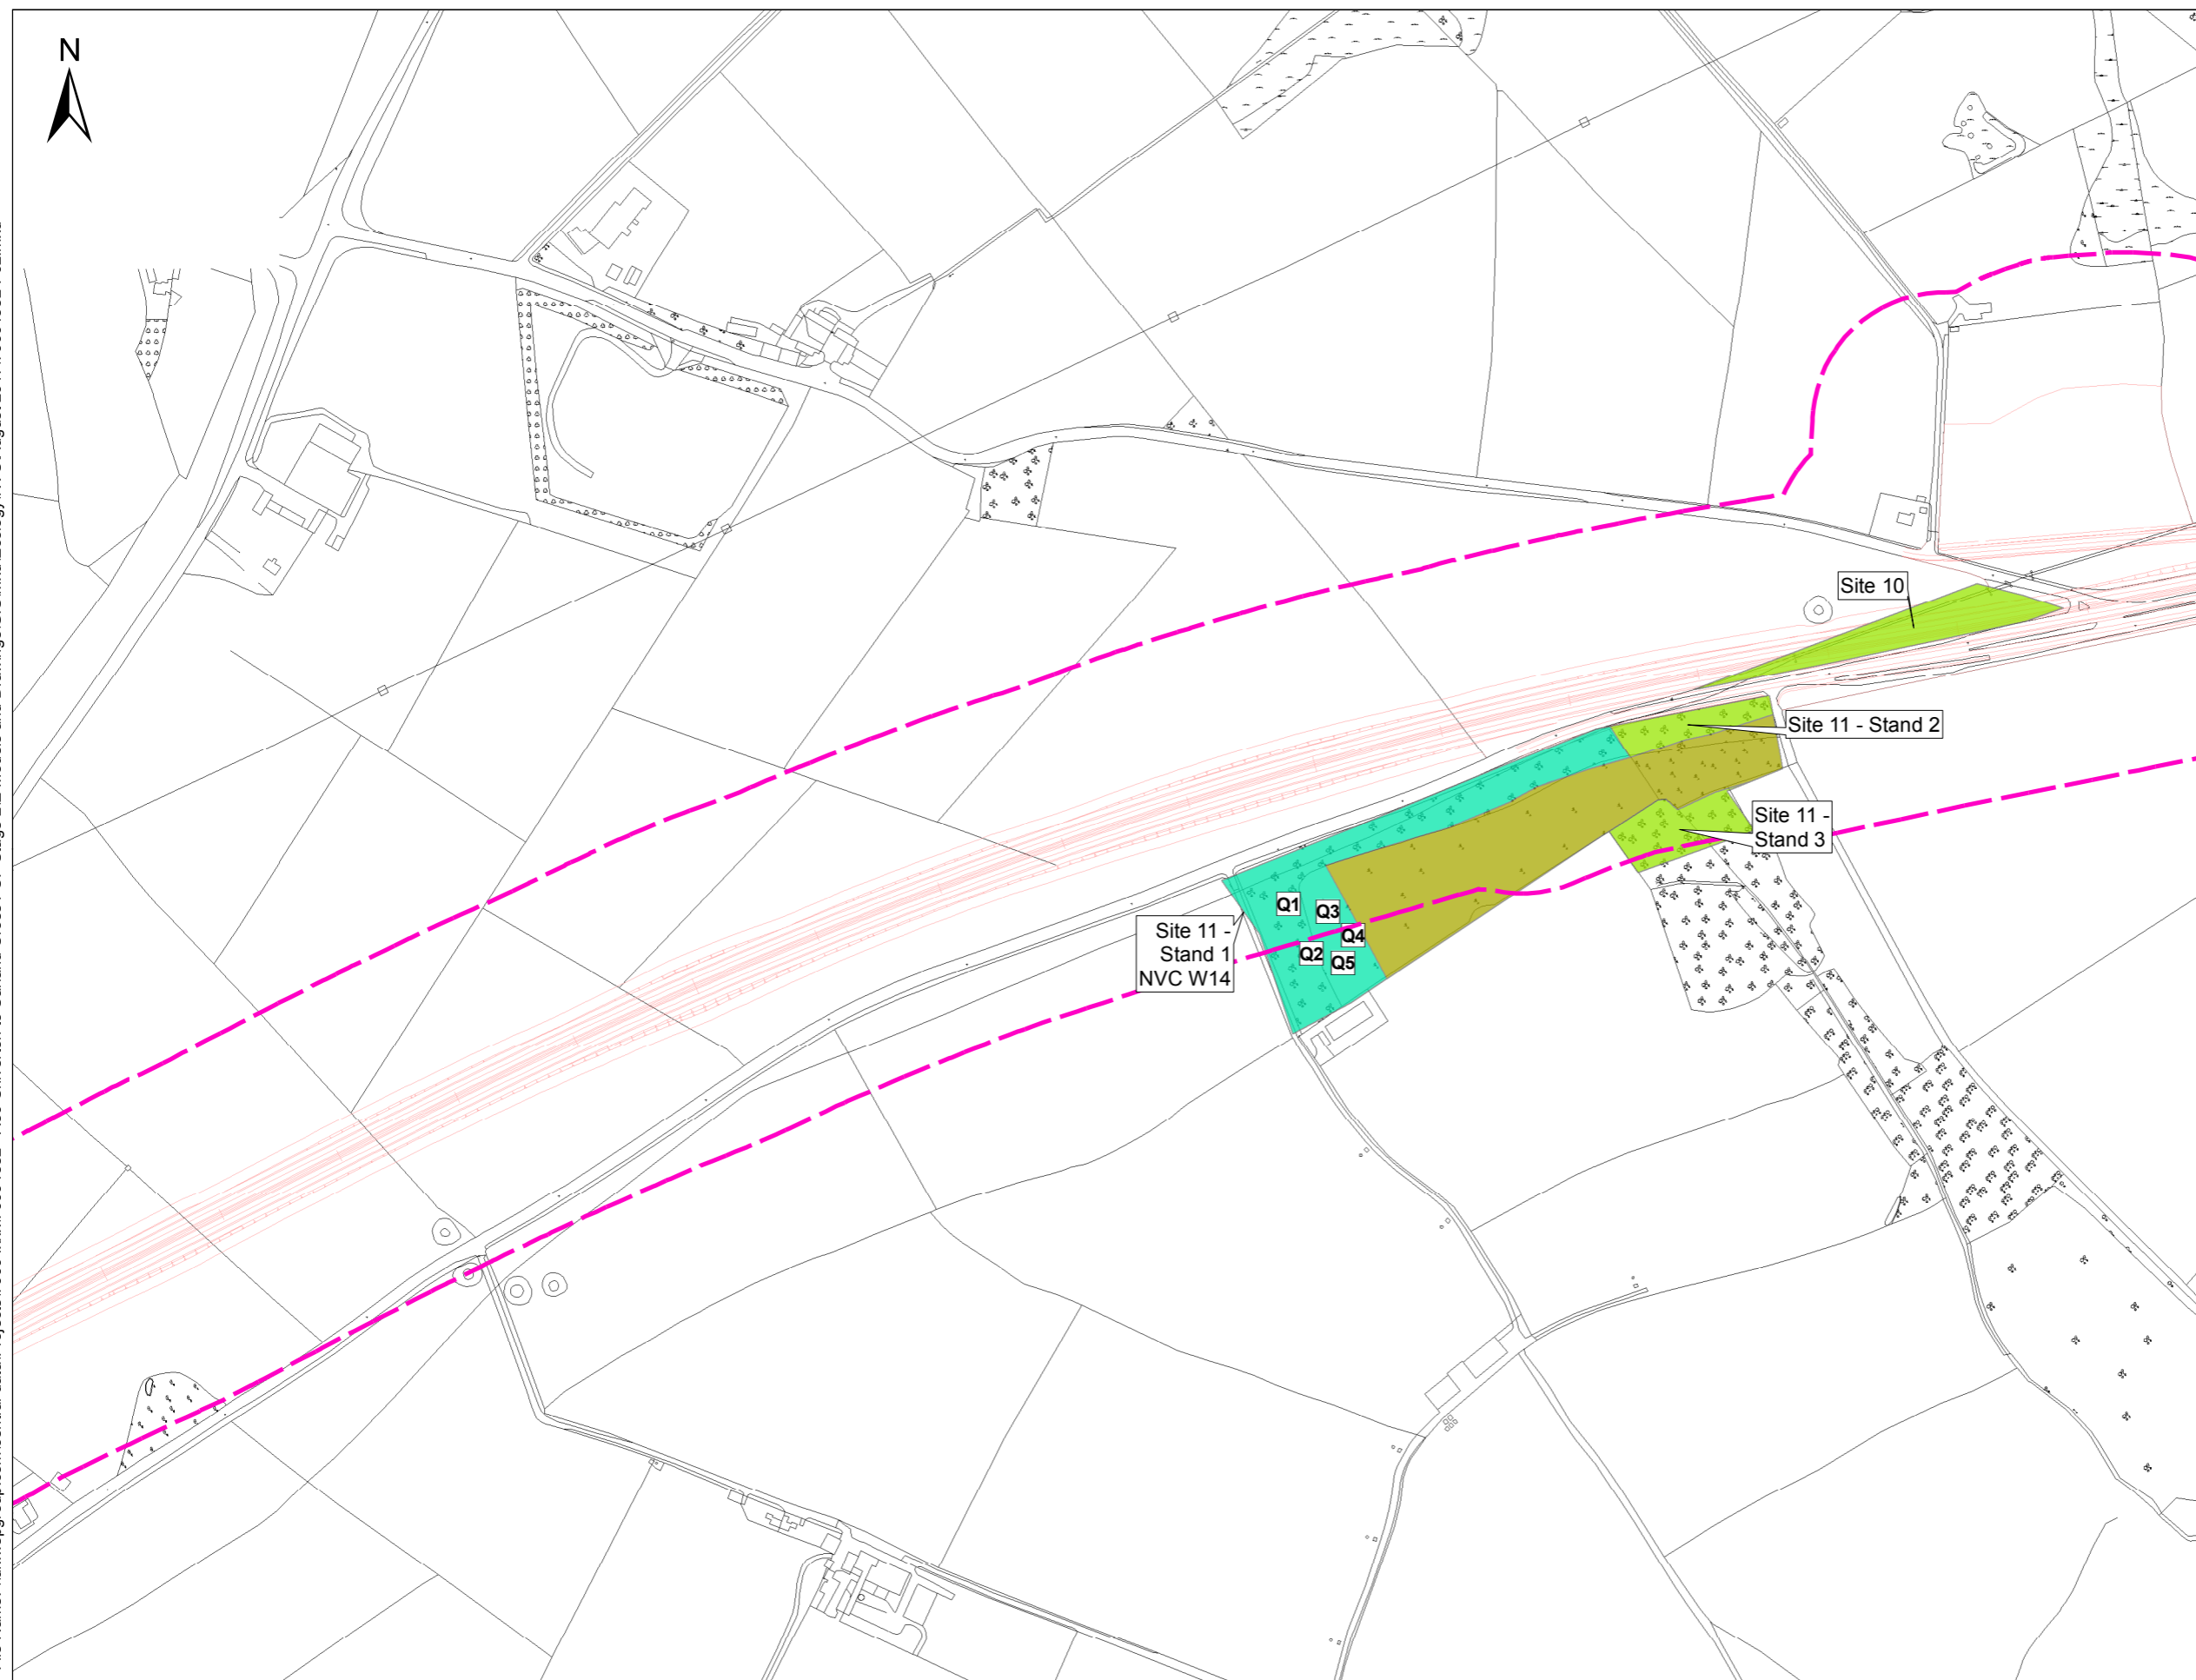 N
Site 10
Site 11 - Stand 2
Site 11 -
Stand 3
Q1
Q3
Q4
Q2
Q5
Site 11 -
Stand 1
NVC W14